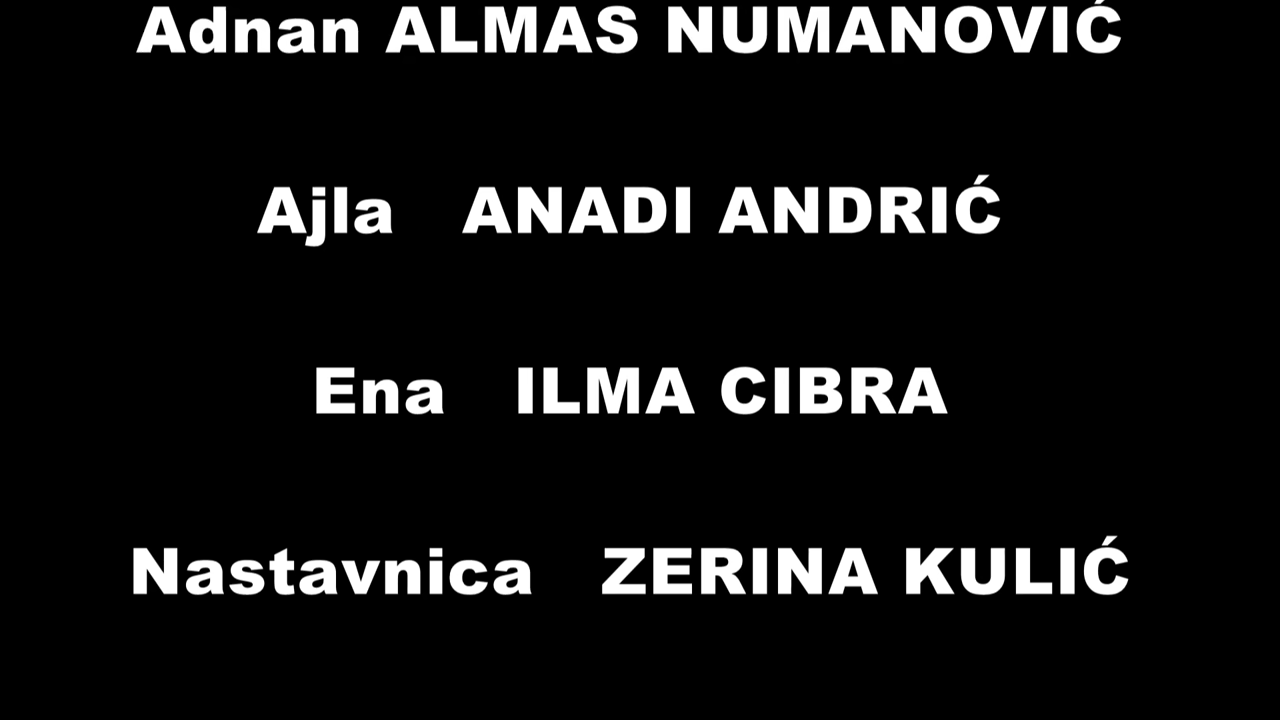 Adnan ALMAS NUMANOVIĆ
Ajla ANADI ANDRIĆ
Ena ILMA CIBRA
Nastavnica ZERINA KULIĆ